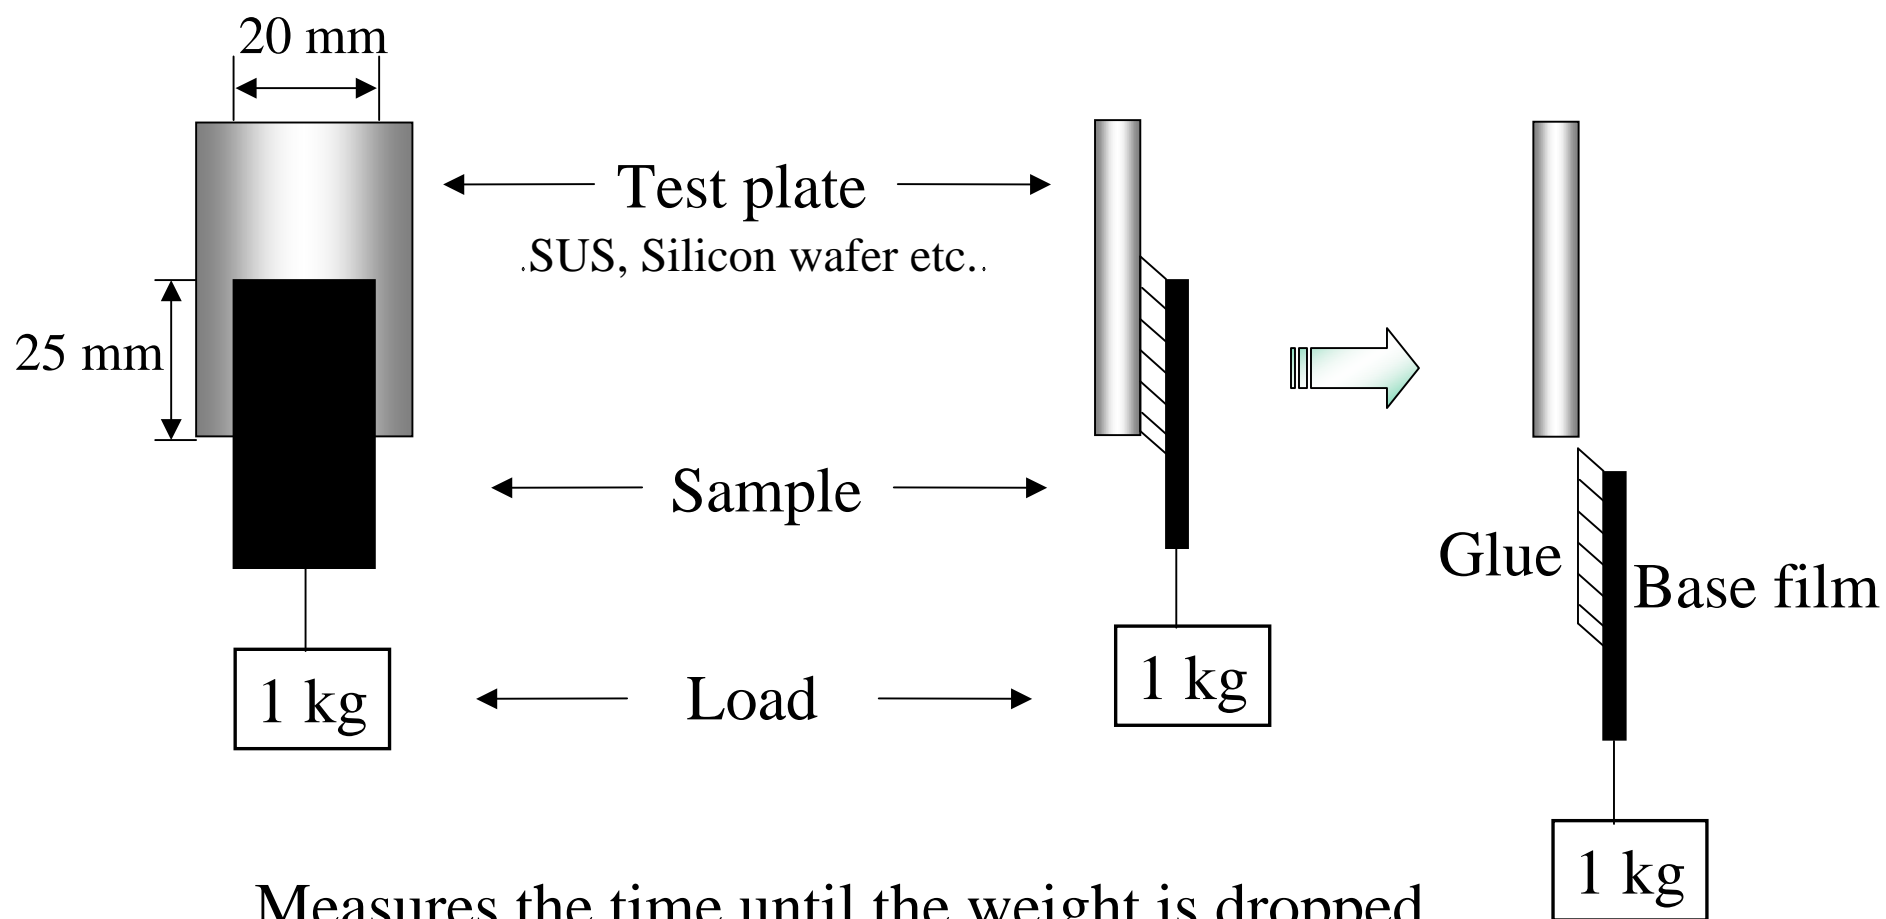 20 mm
Test plate
.SUS, Silicon wafer etc..
25 mm
Sample
Glue
Base film
1 kg
Load
1 kg
1 kg
Measures the time until the weight is dropped